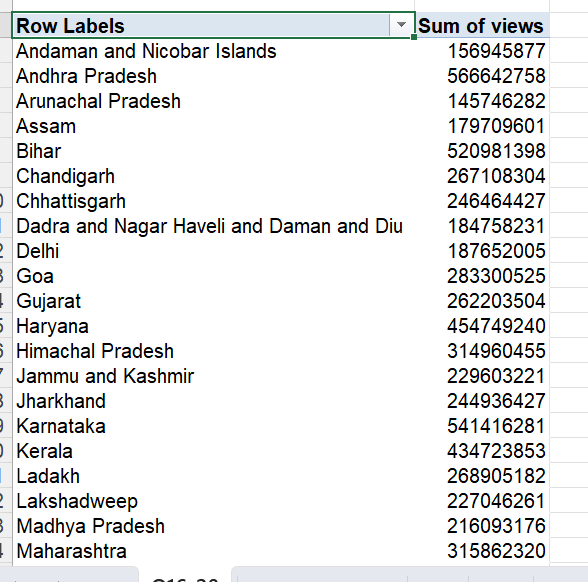 Row Labels Sum of views
Andaman and Nicobar Islands 156945877
Andhra Pradesh 566642758
Arunachal Pradesh 145746282
Assam 179709601
Bihar 520981398
Chandigarh 267108304
Chhattisgarh 246464427
Dadra and Nagar Haveli and Daman and Diu 184758231
Delhi 187652005
Goa 283300525
Gujarat 262203504
Haryana 454749240
Himachal Pradesh 314960455
Jammu and Kashmir 229603221
Jharkhand 244936427
Karnataka 541416281
Kerala 434723853
Ladakh 268905182
Lakshadweep 227046261
Madhya Pradesh 216093176
Maharashtra 315862320